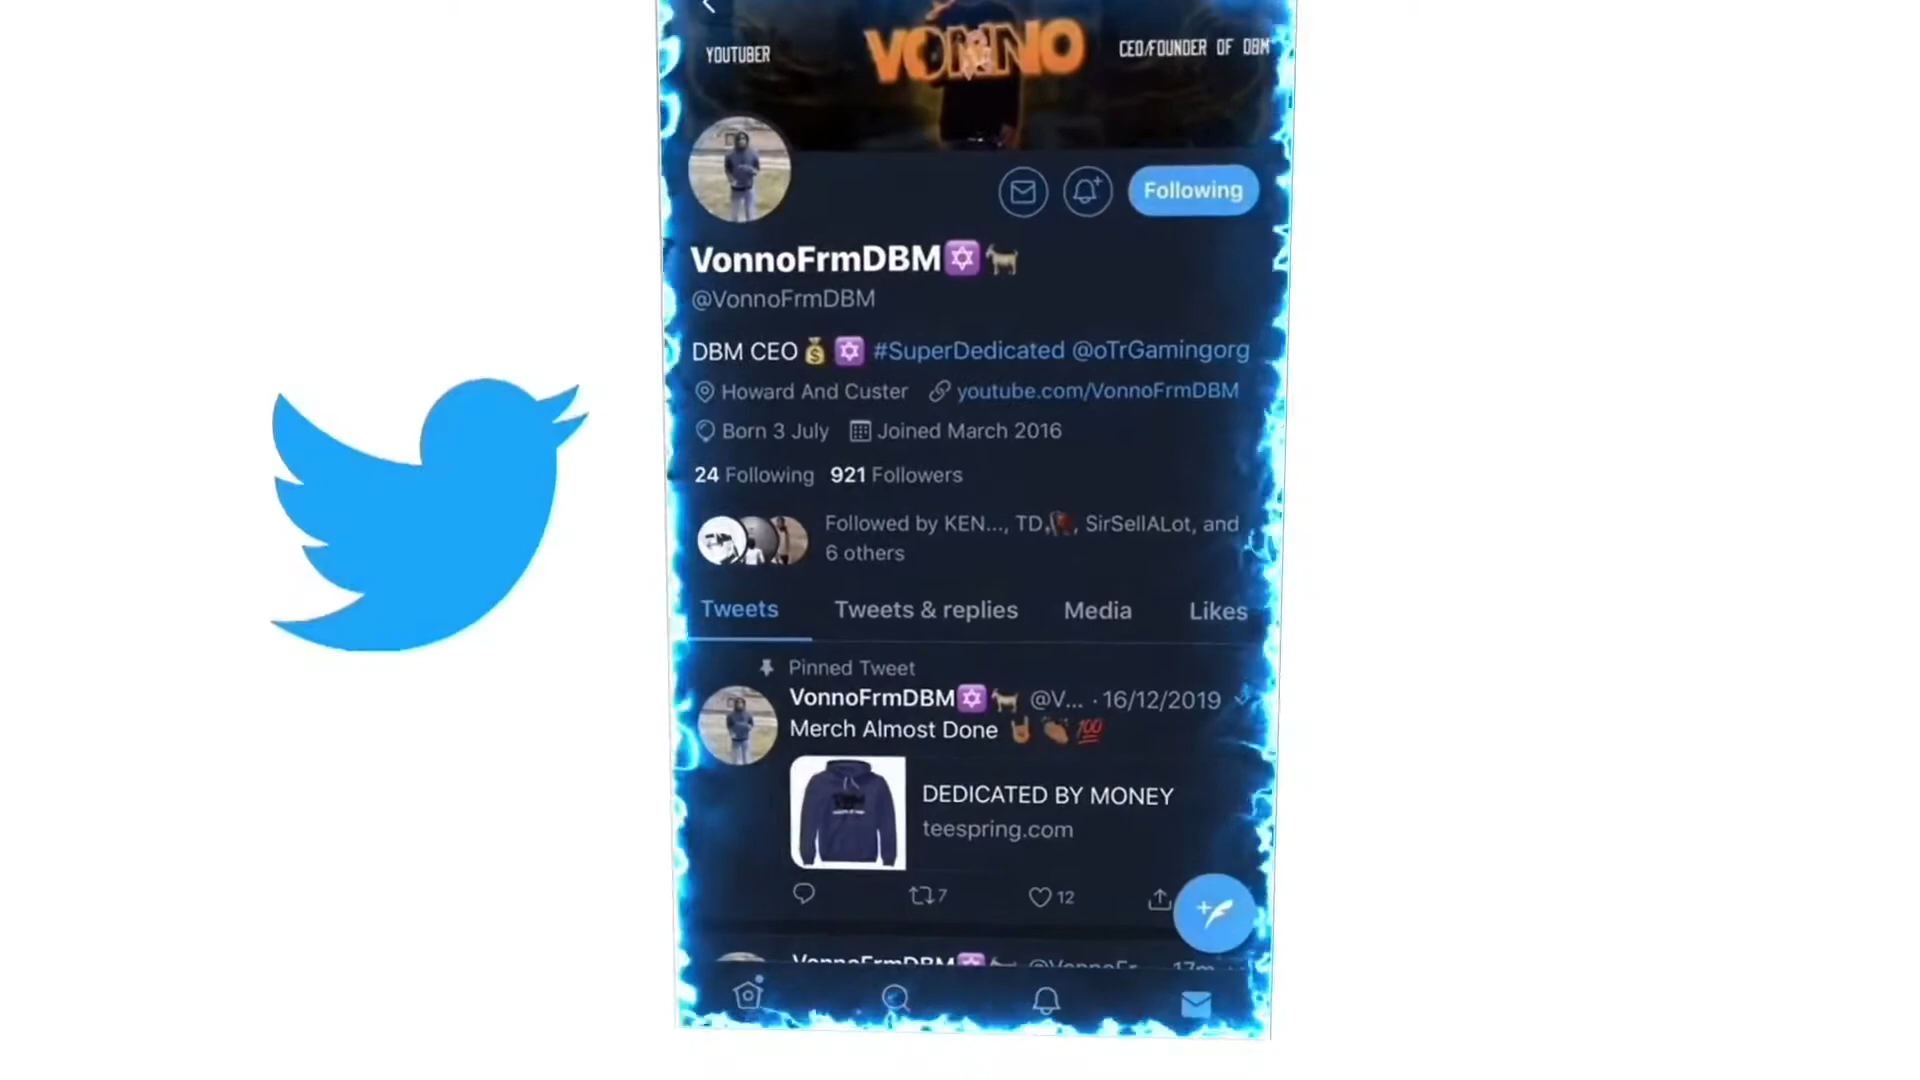 YOUTUBER
VONNO
CEO/FOUNDER OF DBM
Following
VonnoFrmDBM🔯🐐
@VonnoFrmDBM
DBM CEO💰🔯 #SuperDedicated @oTrGamingorg
Howard And Custer youtube.com/VonnoFrmDBM
Born 3 July Joined March 2016
24 Following 921 Followers
Followed by KEN..., TD, SirSellALot, and
6 others
Tweets Tweets & replies Media Likes
Pinned Tweet
VonnoFrmDBM🔯🐐 @V... · 16/12/2019
Merch Almost Done 🤘🏾👏🏾💯
DEDICATED BY MONEY
teespring.com
7 12
VonnoFrmDBM🔯 @VonnoFr 17m